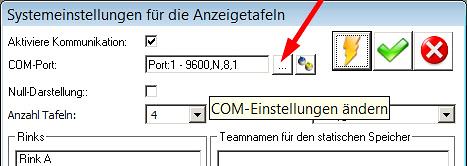 Systemeinstellungen für die Anzeigetafeln
Aktiviere Kommunikation:
COM-Port: Port:1 - 9600,N,8,1 ...
Null-Darstellung::
Anzahl Tafeln: 4
COM-Einstellungen ändern
Rinks Teamnamen für den statischen Speicher
Rink A